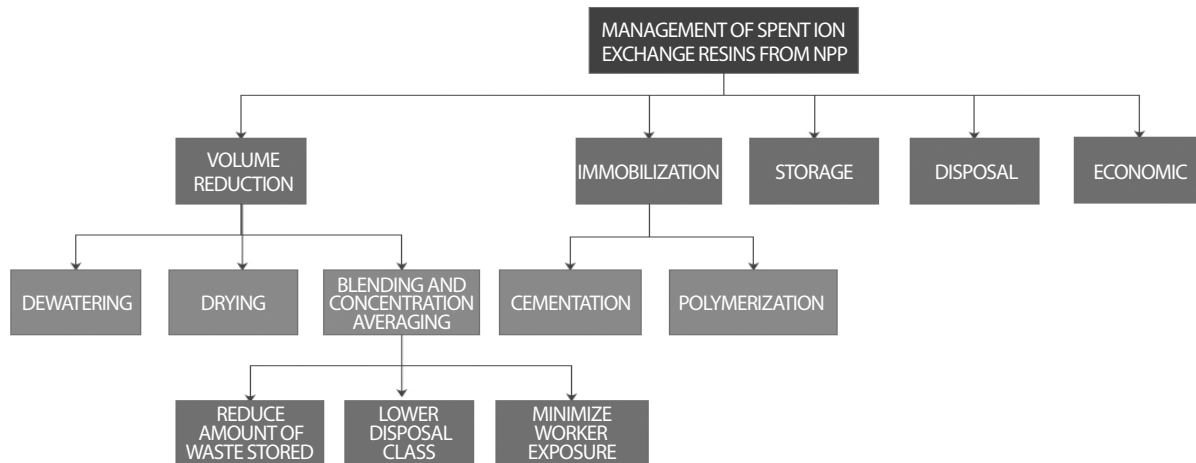 MANAGEMENT OF SPENT ION
EXCHANGE RESINS FROM NPP
VOLUME
REDUCTION
IMMOBILIZATION
STORAGE
DISPOSAL
ECONOMIC
DEWATERING
DRYING
BLENDING AND
CONCENTRATION
AVERAGING
CEMENTATION
POLYMERIZATION
REDUCE
AMOUNT OF
WASTE STORED
LOWER
DISPOSAL
CLASS
MINIMIZE
WORKER
EXPOSURE